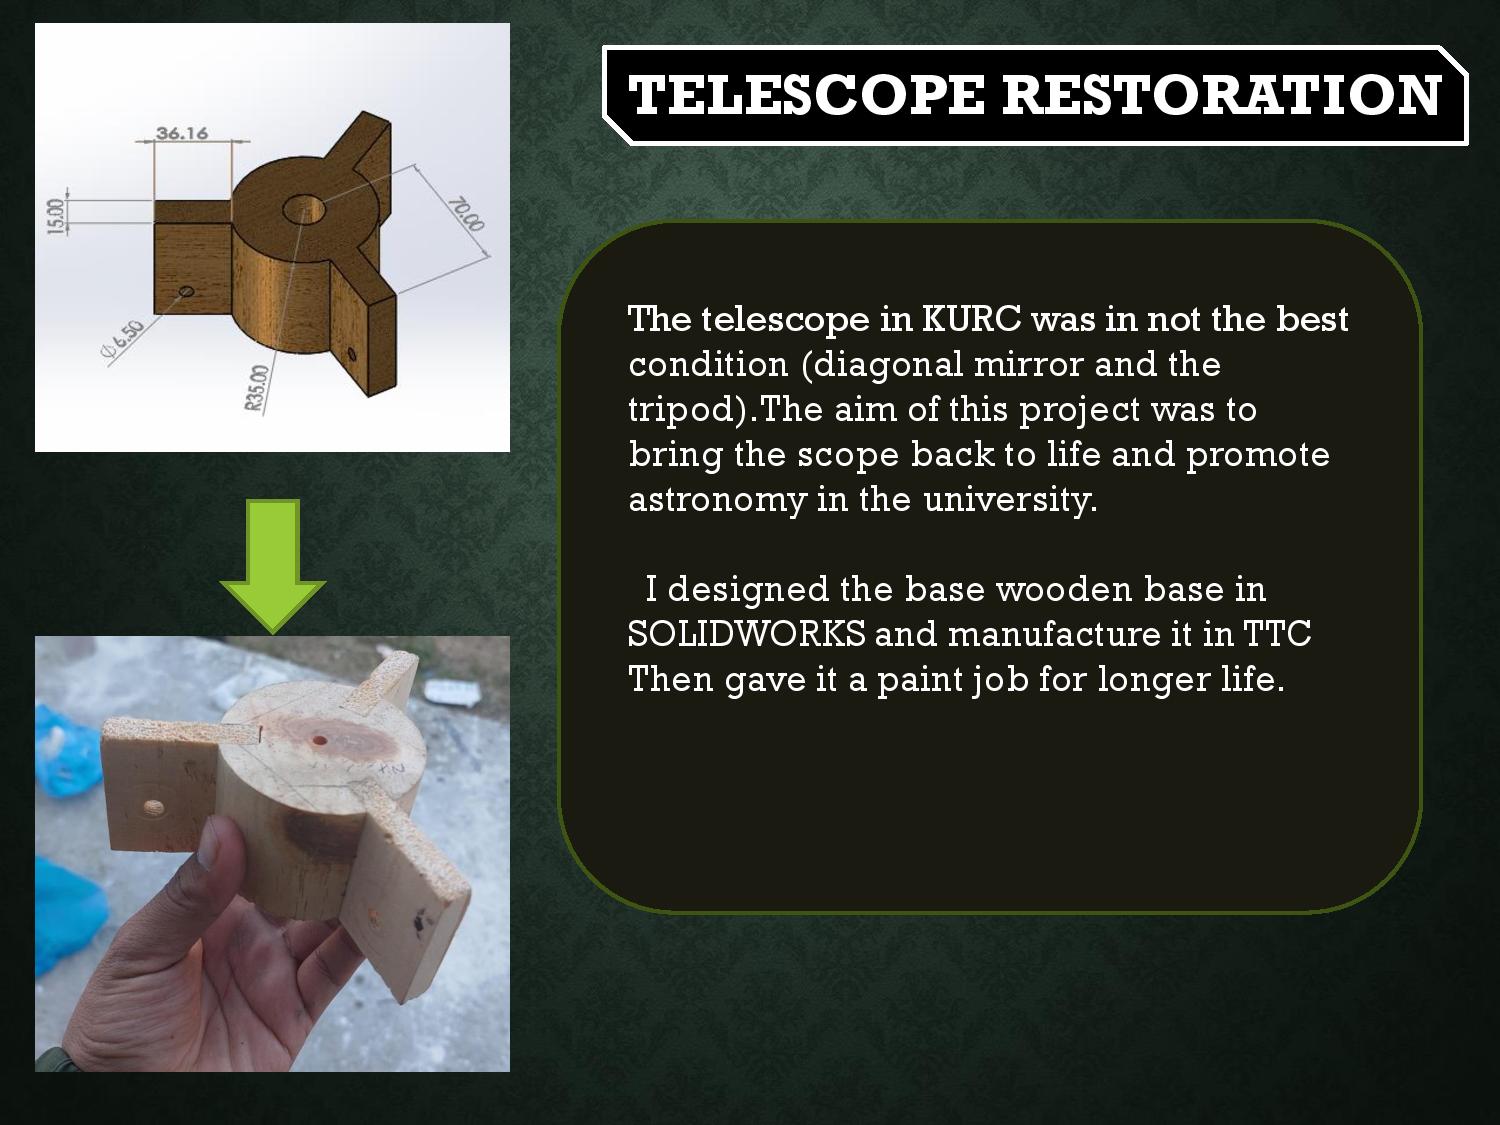 TELESCOPE RESTORATION
36.16
15.00
70.00
∅6.50
R35.00
The telescope in KURC was in not the best
condition (diagonal mirror and the
tripod).The aim of this project was to
bring the scope back to life and promote
astronomy in the university.
I designed the base wooden base in
SOLIDWORKS and manufacture it in TTC
Then gave it a paint job for longer life.